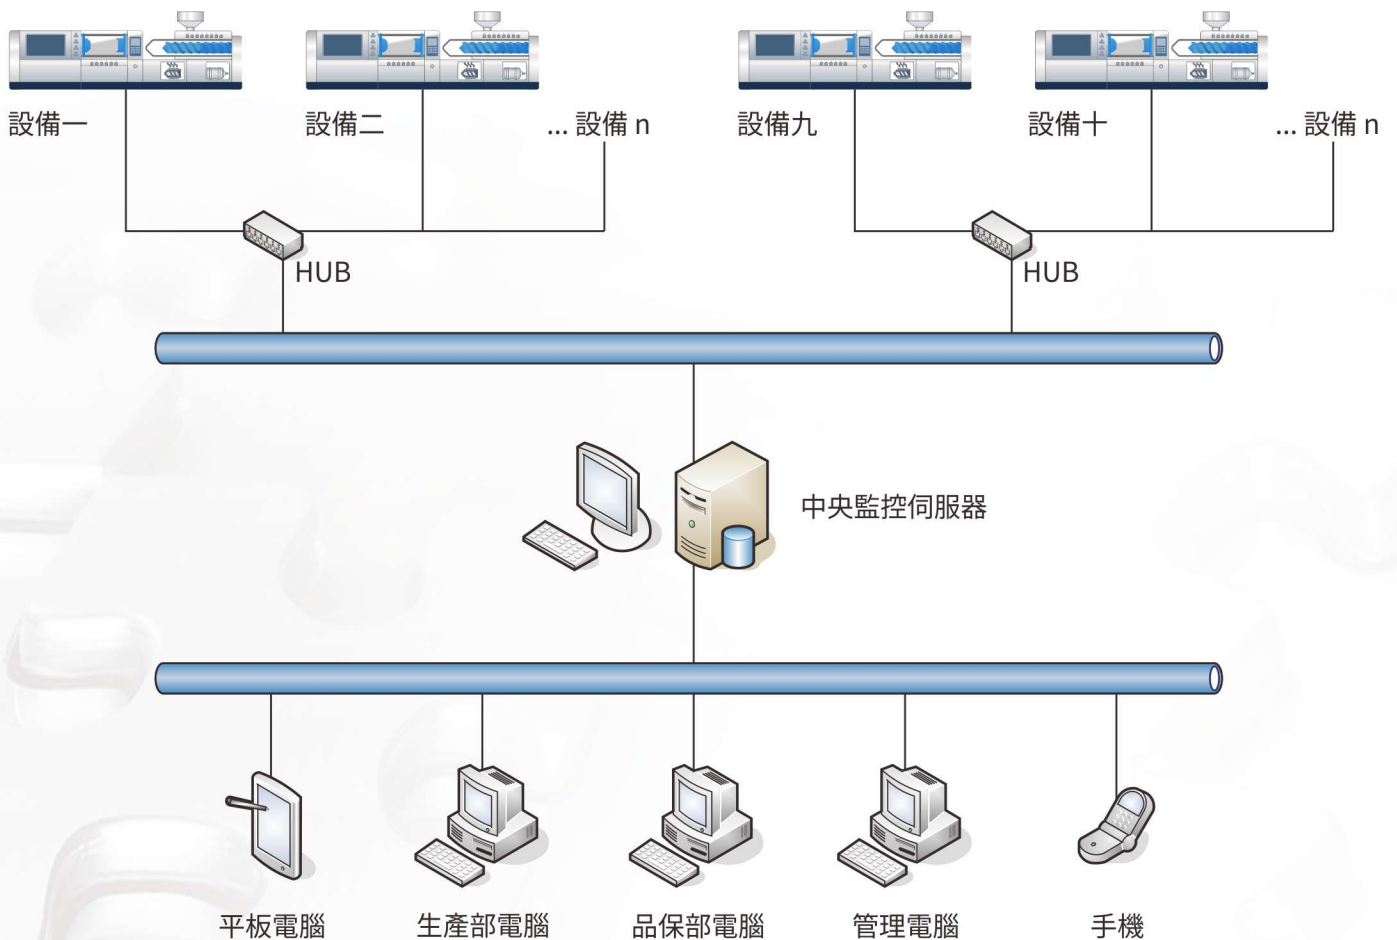 設備一
設備二
... 設備 n
設備九
設備十
... 設備 n
HUB
HUB
中央監控伺服器
平板電腦
生產部電腦
品保部電腦
管理電腦
手機